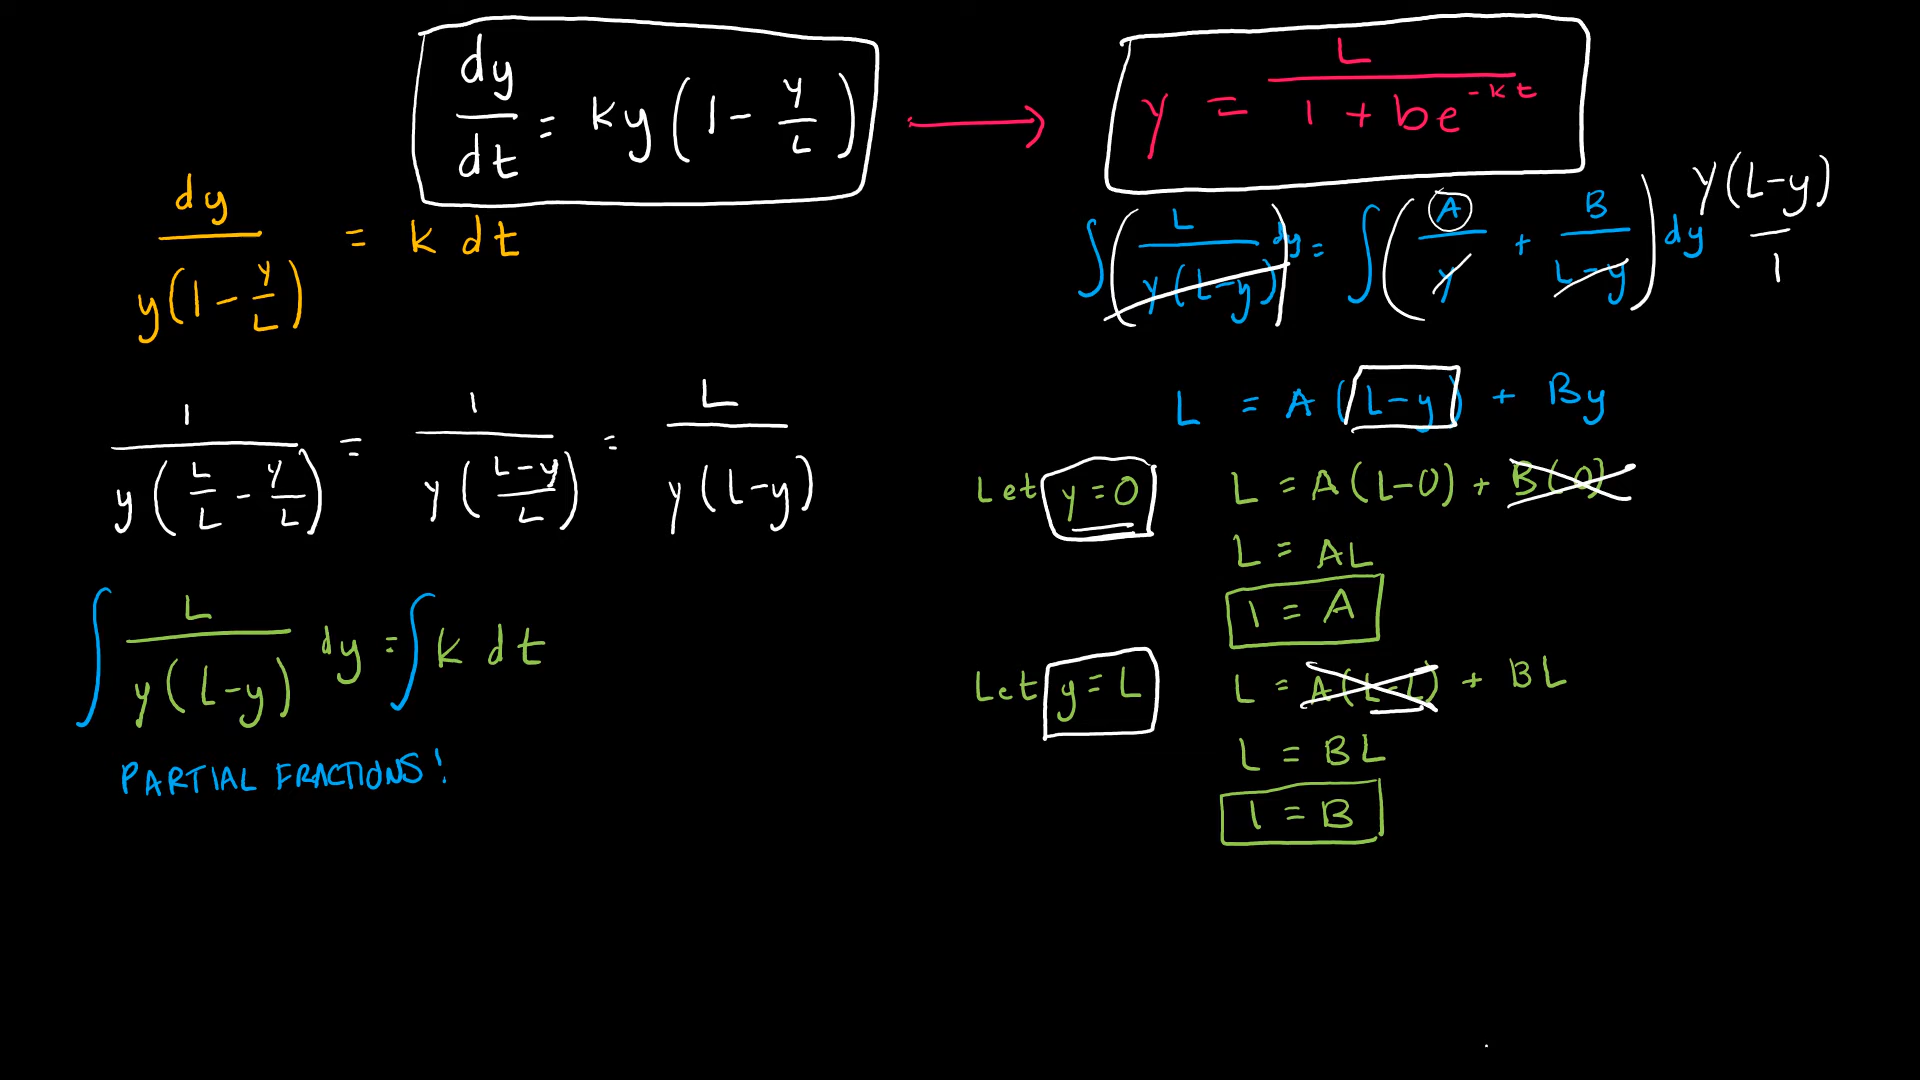 dy/dt = ky(1 - y/L) → y = L/(1 + be^{-kt})
dy/(y(1 - y/L)) = k dt
1/(y(L/L - y/L)) = 1/(y((L-y)/L)) = L/(y(L-y))
∫ L/(y(L-y)) dy = ∫ k dt
PARTIAL FRACTIONS!
∫(L/(y(L-y))) dy = ∫(A/y + B/(L-y)) dy y(L-y)/1
L = A(L-y) + By
Let y = 0 L = A(L-0) + B(0)
L = AL
1 = A
Let y = L L = A(L-L) + BL
L = BL
1 = B